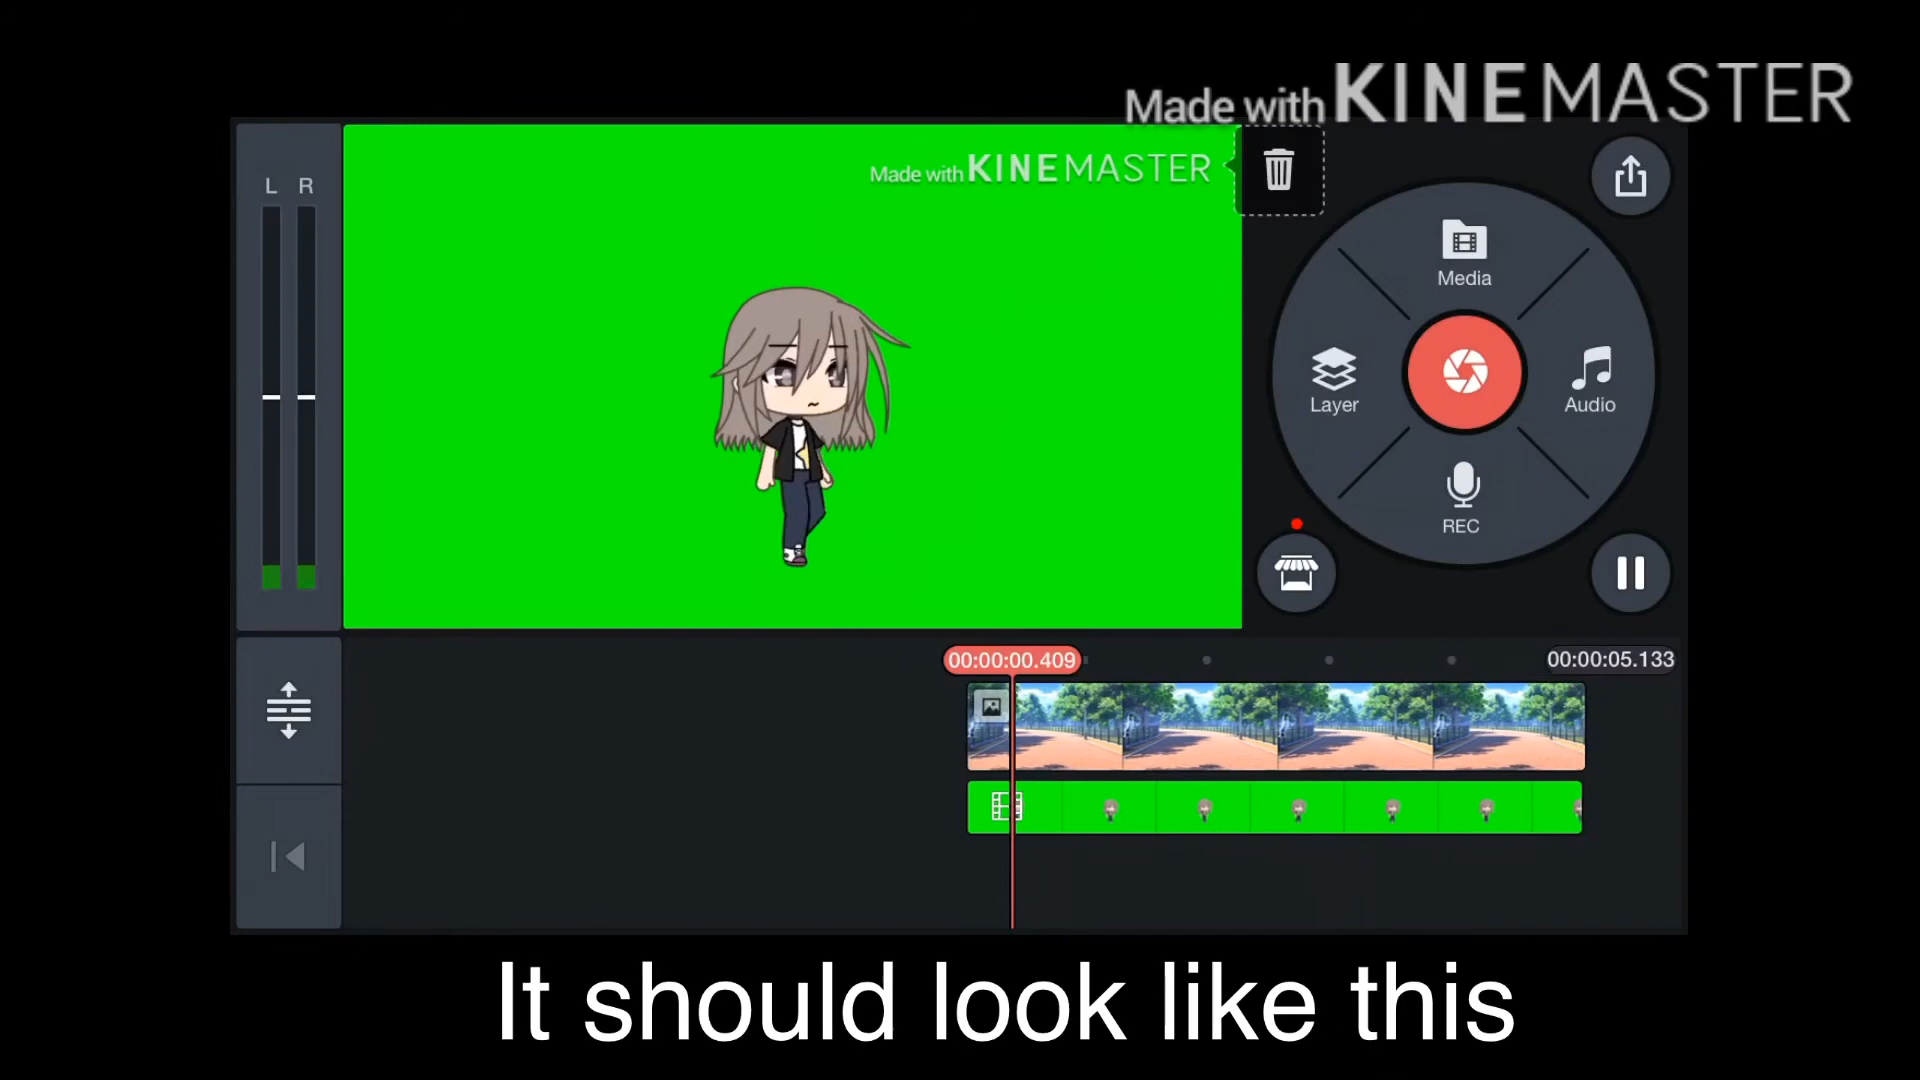 Made with KINEMASTER
Made with KINEMASTER
L R
Media
Layer
Audio
REC
00:00:00.409
00:00:05.133
It should look like this